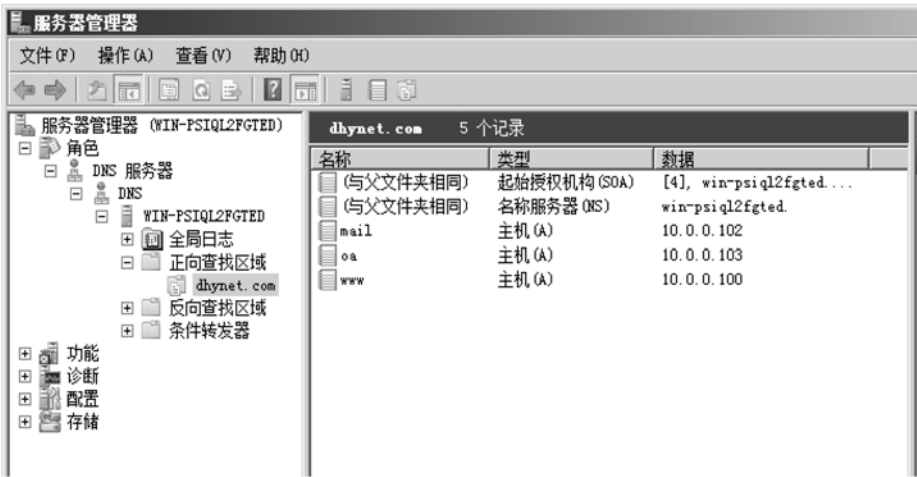 服务器管理器
文件(F) 操作(A) 查看(V) 帮助(H)
服务器管理器 (WIN-PSIQL2FGTED)
角色
DNS 服务器
DNS
WIN-PSIQL2FGTED
全局日志
正向查找区域
dhynet.com
反向查找区域
条件转发器
功能
诊断
配置
存储
dhynet.com 5 个记录
名称 类型 数据
(与父文件夹相同) 起始授权机构(SOA) [4], win-psiql2fgted....
(与父文件夹相同) 名称服务器(NS) win-psiql2fgted.
mail 主机(A) 10.0.0.102
oa 主机(A) 10.0.0.103
www 主机(A) 10.0.0.100